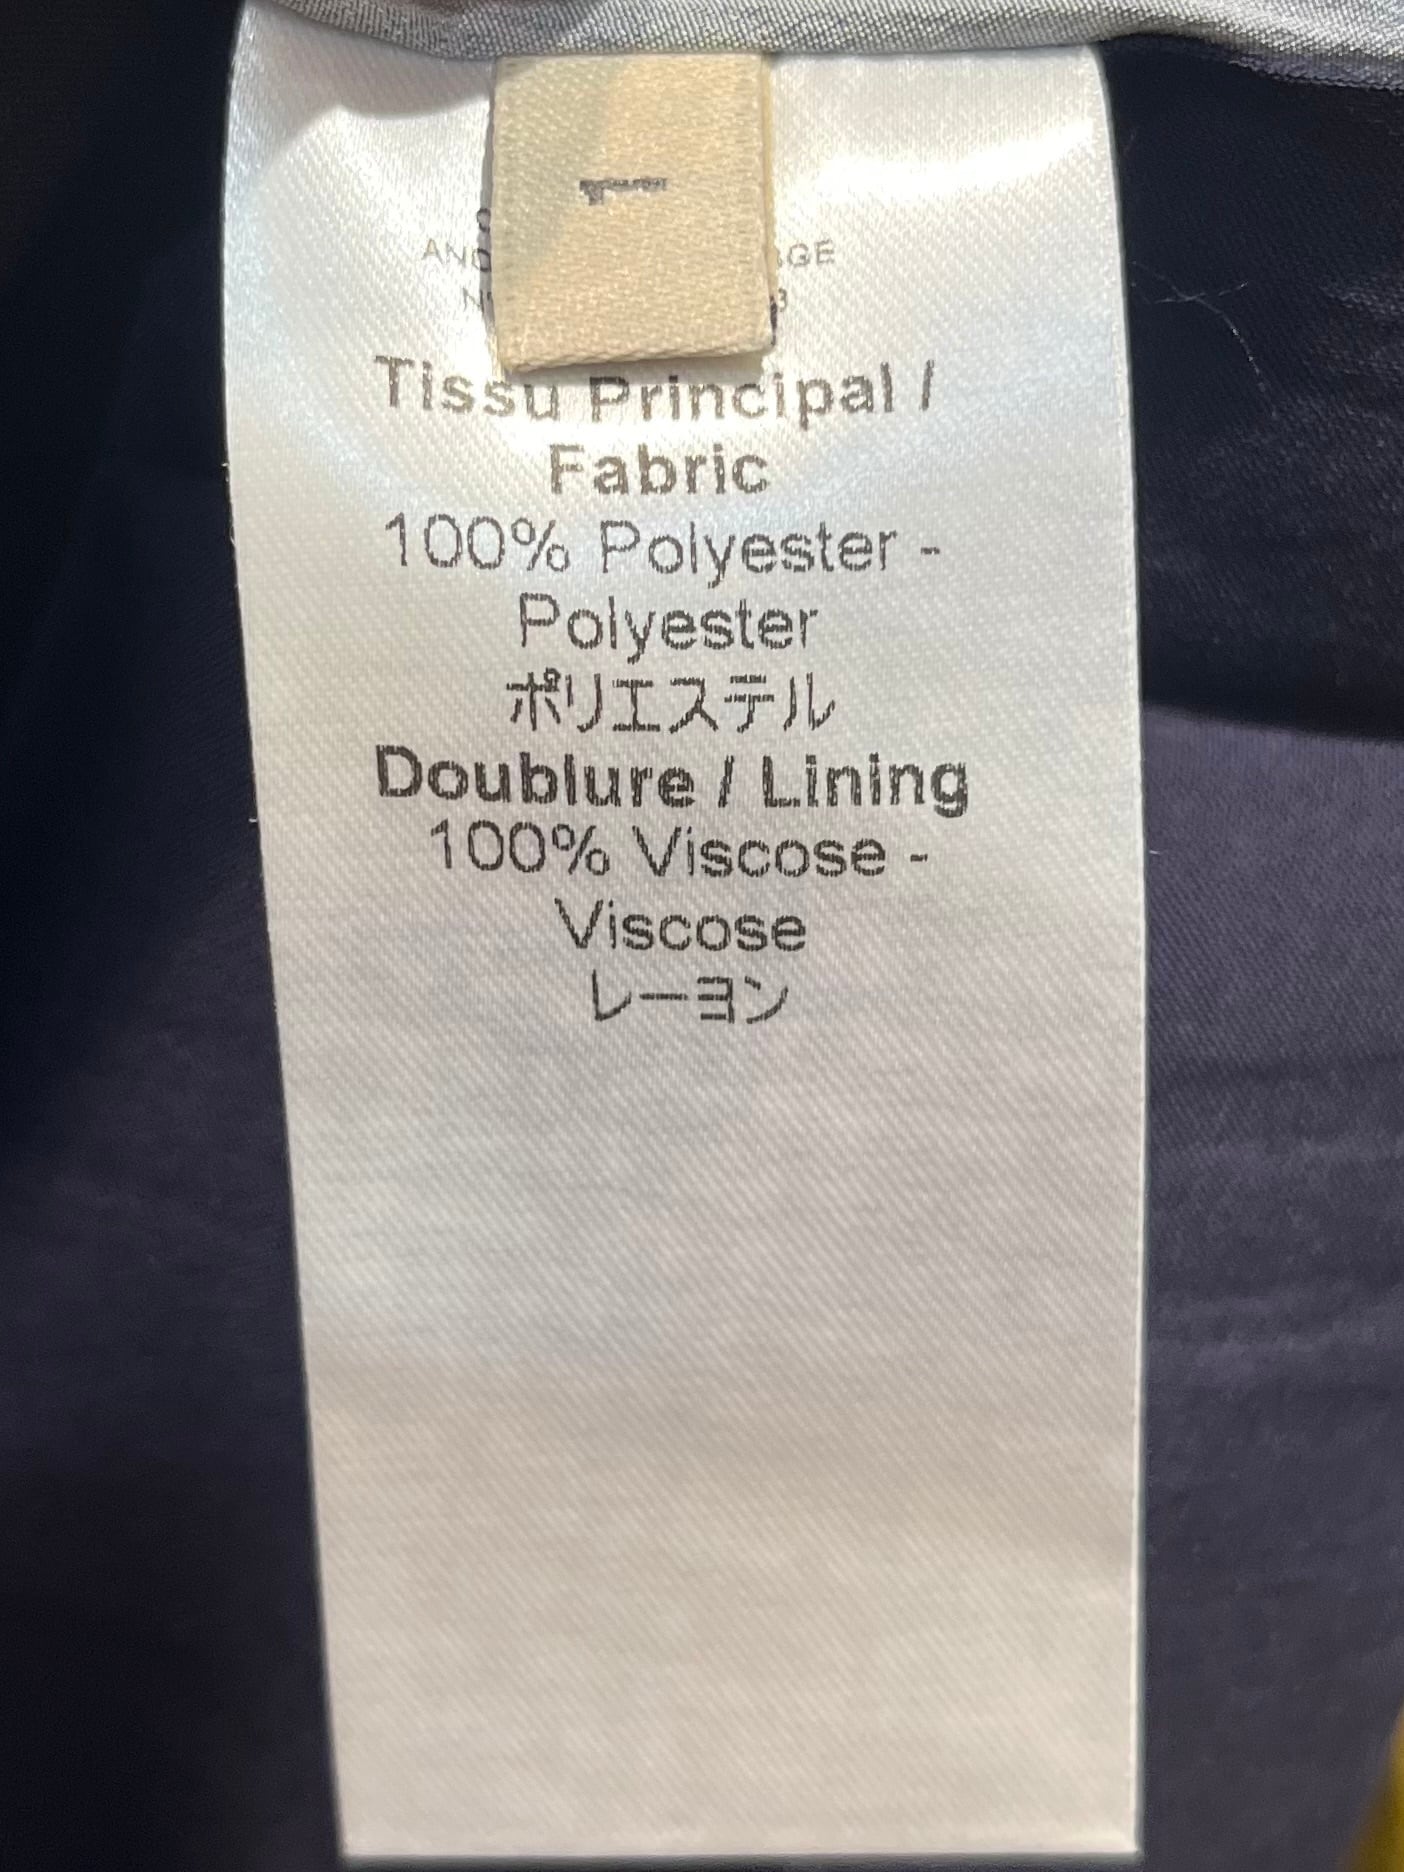 1
Tissu Principal /
Fabric
100% Polyester -
Polyester
ポリエステル
Doublure / Lining
100% Viscose -
Viscose
レーヨン